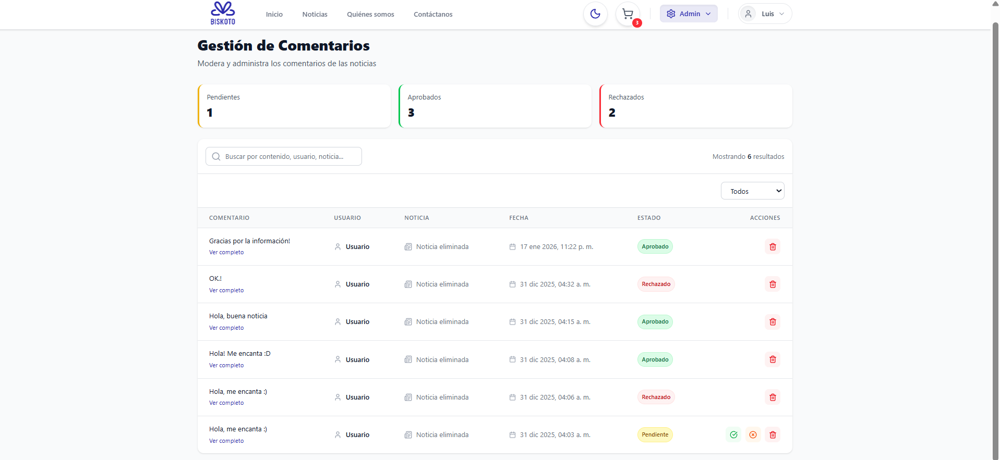 BISKOTO
Inicio
Noticias
Quiénes somos
Contáctanos
3
Admin
Luis
Gestión de Comentarios
Modera y administra los comentarios de las noticias
Pendientes
1
Aprobados
3
Rechazados
2
Buscar por contenido, usuario, noticia...
Mostrando 6 resultados
Todos
COMENTARIO USUARIO NOTICIA FECHA ESTADO ACCIONES
Gracias por la información!
Ver completo
Usuario
Noticia eliminada
17 ene 2026, 11:22 p. m.
Aprobado
OK.!
Ver completo
Usuario
Noticia eliminada
31 dic 2025, 04:32 a. m.
Rechazado
Hola, buena noticia
Ver completo
Usuario
Noticia eliminada
31 dic 2025, 04:15 a. m.
Aprobado
Hola! Me encanta :D
Ver completo
Usuario
Noticia eliminada
31 dic 2025, 04:08 a. m.
Aprobado
Hola, me encanta :)
Ver completo
Usuario
Noticia eliminada
31 dic 2025, 04:06 a. m.
Rechazado
Hola, me encanta :)
Ver completo
Usuario
Noticia eliminada
31 dic 2025, 04:03 a. m.
Pendiente